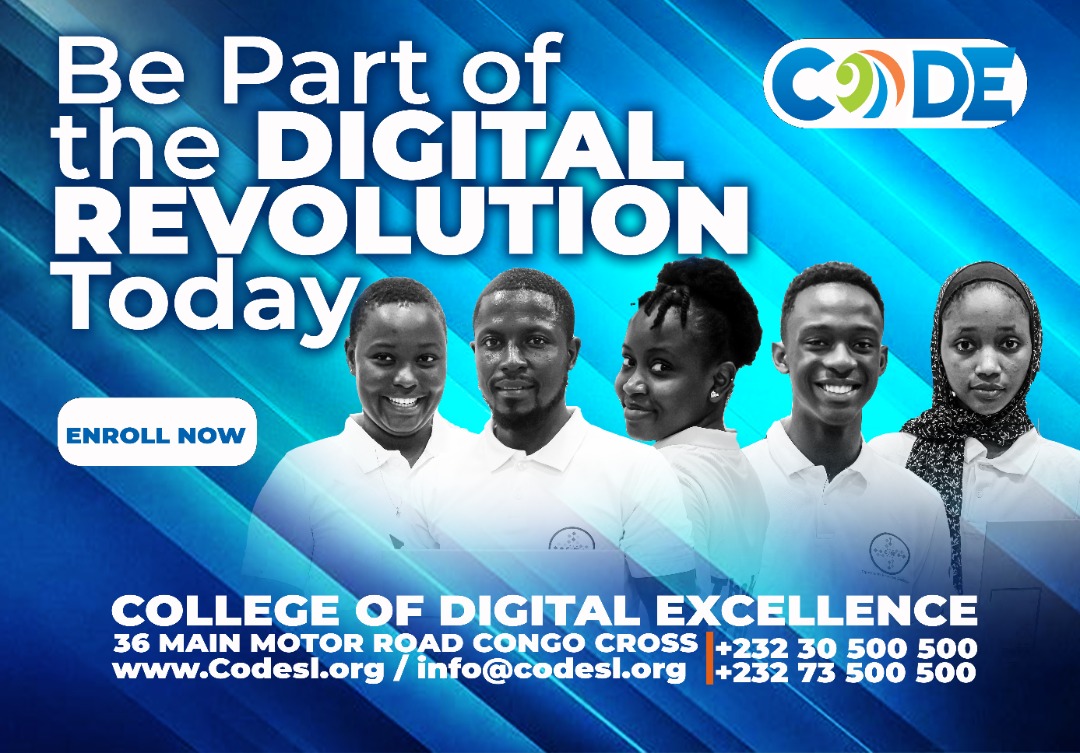 Be Part of
the DIGITAL
REVOLUTION
Today
CODE
ENROLL NOW
COLLEGE OF DIGITAL EXCELLENCE
36 MAIN MOTOR ROAD CONGO CROSS
www.Codesl.org / info@codesl.org
+232 30 500 500
+232 73 500 500